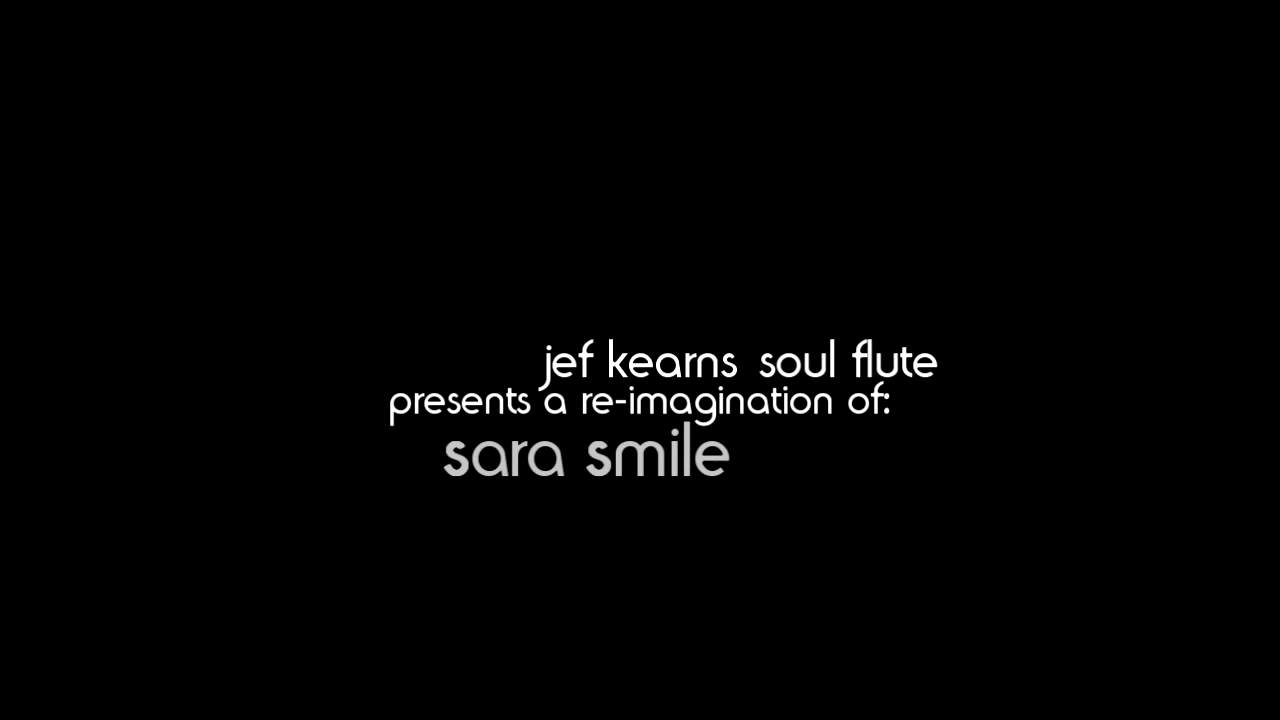 jef kearns soul flute
presents a re-imagination of:
sara smile